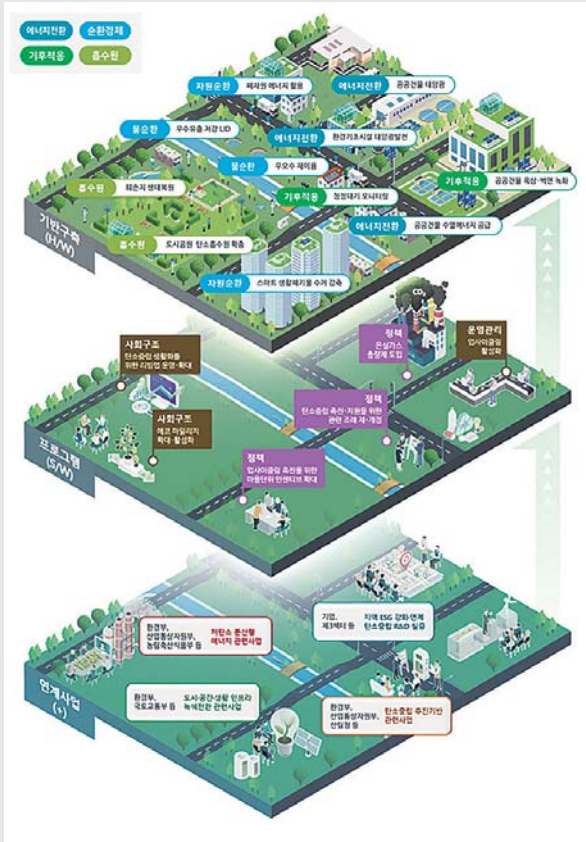 에너지전환
순환경제
기후적응
흡수원
자원순환 폐자원 에너지 활용
에너지전환 공공건물 태양광
물순환 우수유출 저감 LID
에너지전환 환경기초시설 태양광발전
물순환 우오수 재이용
기후적응 공공건물 옥상·벽면 녹화
흡수원 훼손지 생태복원
기후적응 청정대기 모니터링
에너지전환 공공건물 수열에너지 공급
흡수원 도시공원 탄소흡수원 확충
자원순환 스마트 생활폐기물 수거 감축
기반구축
(H/W)
CO₂
사회구조
탄소중립 생활화를
위한 리빙랩 운영·확대
정책
온실가스
총량제 도입
운영관리
업사이클링
활성화
사회구조
에코 마일리지
확대·활성화
정책
탄소중립 촉진·지원을 위한
관련 조례 제·개정
정책
업사이클링 촉진을 위한
마을단위 인센티브 확대
프로그램
(S/W)
환경부,
산업통상자원부,
농림축산식품부 등
저탄소 분산형
에너지 관련사업
기업,
제3섹터 등
지역 ESG 강화·연계
탄소중립 R&D 실증
환경부,
국토교통부 등
도시·공간·생활 인프라
녹색전환 관련사업
환경부,
산업통상자원부,
산림청 등
탄소중립 추진기반
관련사업
연계사업
(+)